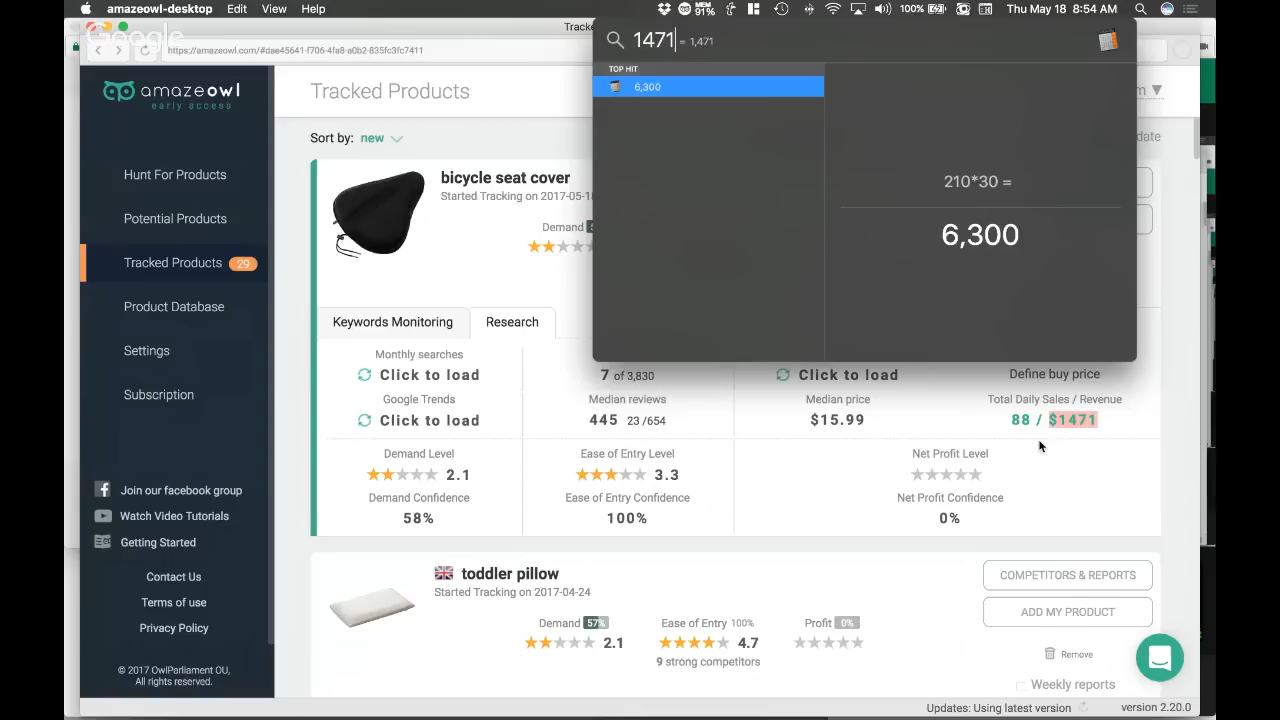 amazeowl-desktop Edit View Help
91% 100% Thu May 18 8:54 AM
Google
https://amazeowl.com/#dae45641-f706-4fa8-a0b2-835fc3fc7411
1471 = 1,471
TOP HIT
6,300
210*30 =
6,300
amazeowl
early access
Hunt For Products
Potential Products
Tracked Products 29
Product Database
Settings
Subscription
Join our facebook group
Watch Video Tutorials
Getting Started
Contact Us
Terms of use
Privacy Policy
© 2017 OwlParliament OU,
All rights reserved.
Tracked Products
Sort by: new
bicycle seat cover
Started Tracking on 2017-05-18
Demand
Keywords Monitoring Research
Monthly searches
Click to load 7 of 3,830 Click to load Define buy price
Google Trends Median reviews Median price Total Daily Sales / Revenue
Click to load 445 23 /654 $15.99 88 / $1471
Demand Level Ease of Entry Level Net Profit Level
2.1 3.3
Demand Confidence Ease of Entry Confidence Net Profit Confidence
58% 100% 0%
toddler pillow
Started Tracking on 2017-04-24
Demand 57% Ease of Entry 100% Profit 0%
2.1 4.7
9 strong competitors
COMPETITORS & REPORTS
ADD MY PRODUCT
Remove
Weekly reports
Updates: Using latest version version 2.20.0